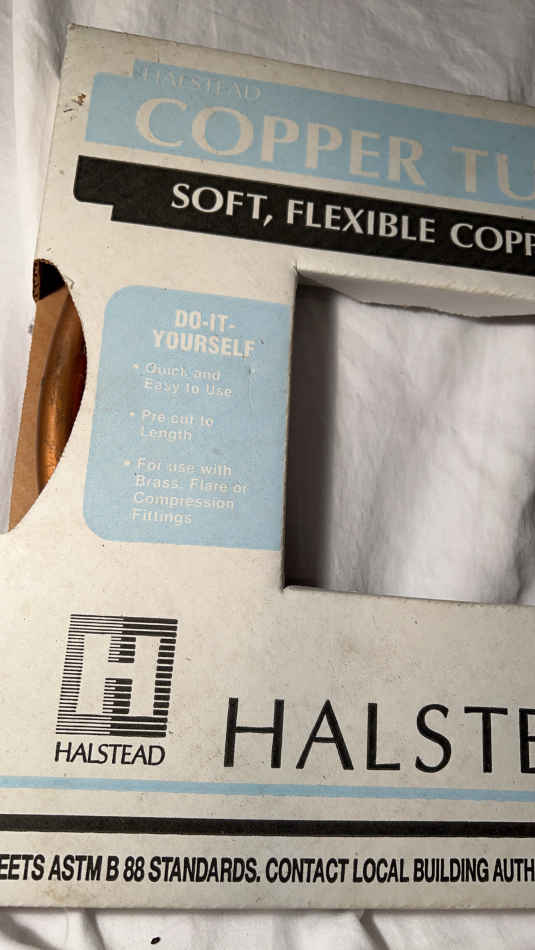 HALSTEAD
COPPER TU
SOFT, FLEXIBLE COPP
DO-IT-
YOURSELF
• Quick and
Easy to Use
• Pre cut to
Length
• For use with
Brass, Flare or
Compression
Fittings
H
HALSTEAD
HALSTE
EETS ASTM B 88 STANDARDS. CONTACT LOCAL BUILDING AUTH